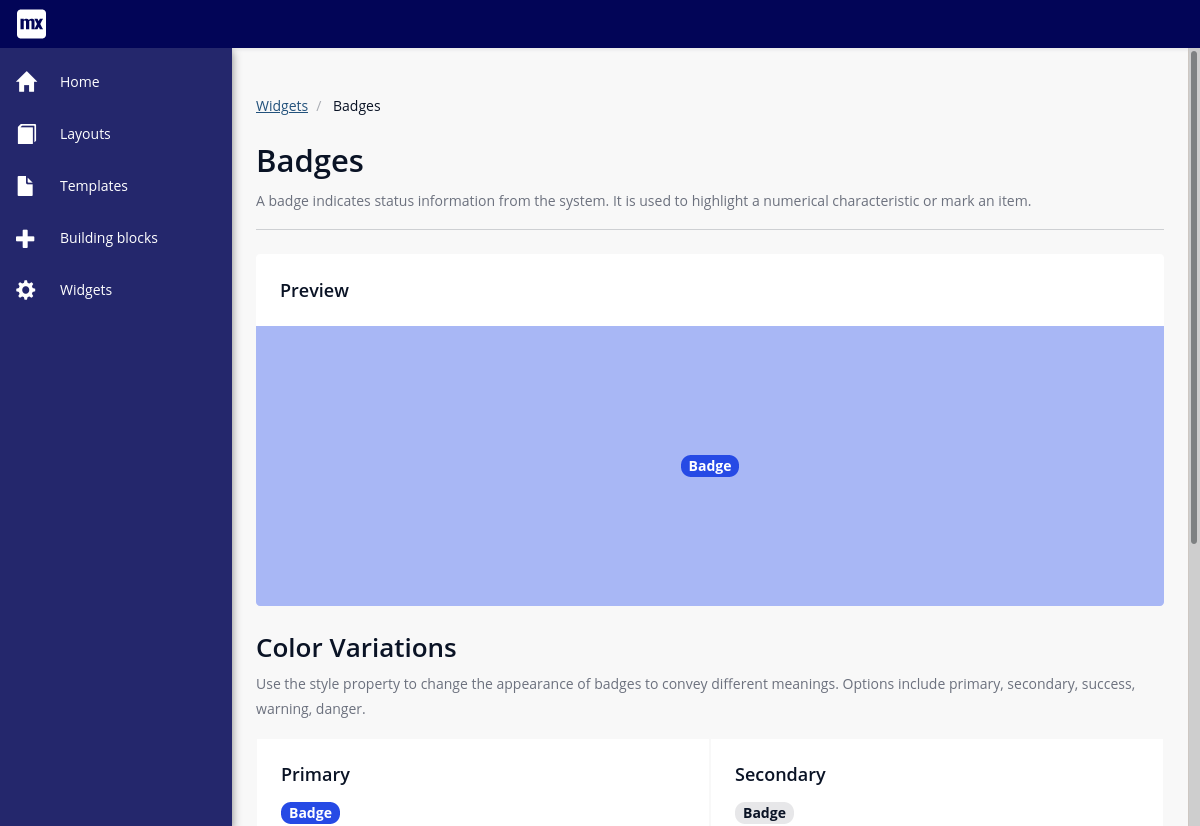 mx
Home
Layouts
Templates
Building blocks
Widgets
Widgets / Badges
Badges
A badge indicates status information from the system. It is used to highlight a numerical characteristic or mark an item.
Preview
Badge
Color Variations
Use the style property to change the appearance of badges to convey different meanings. Options include primary, secondary, success,
warning, danger.
Primary
Badge
Secondary
Badge